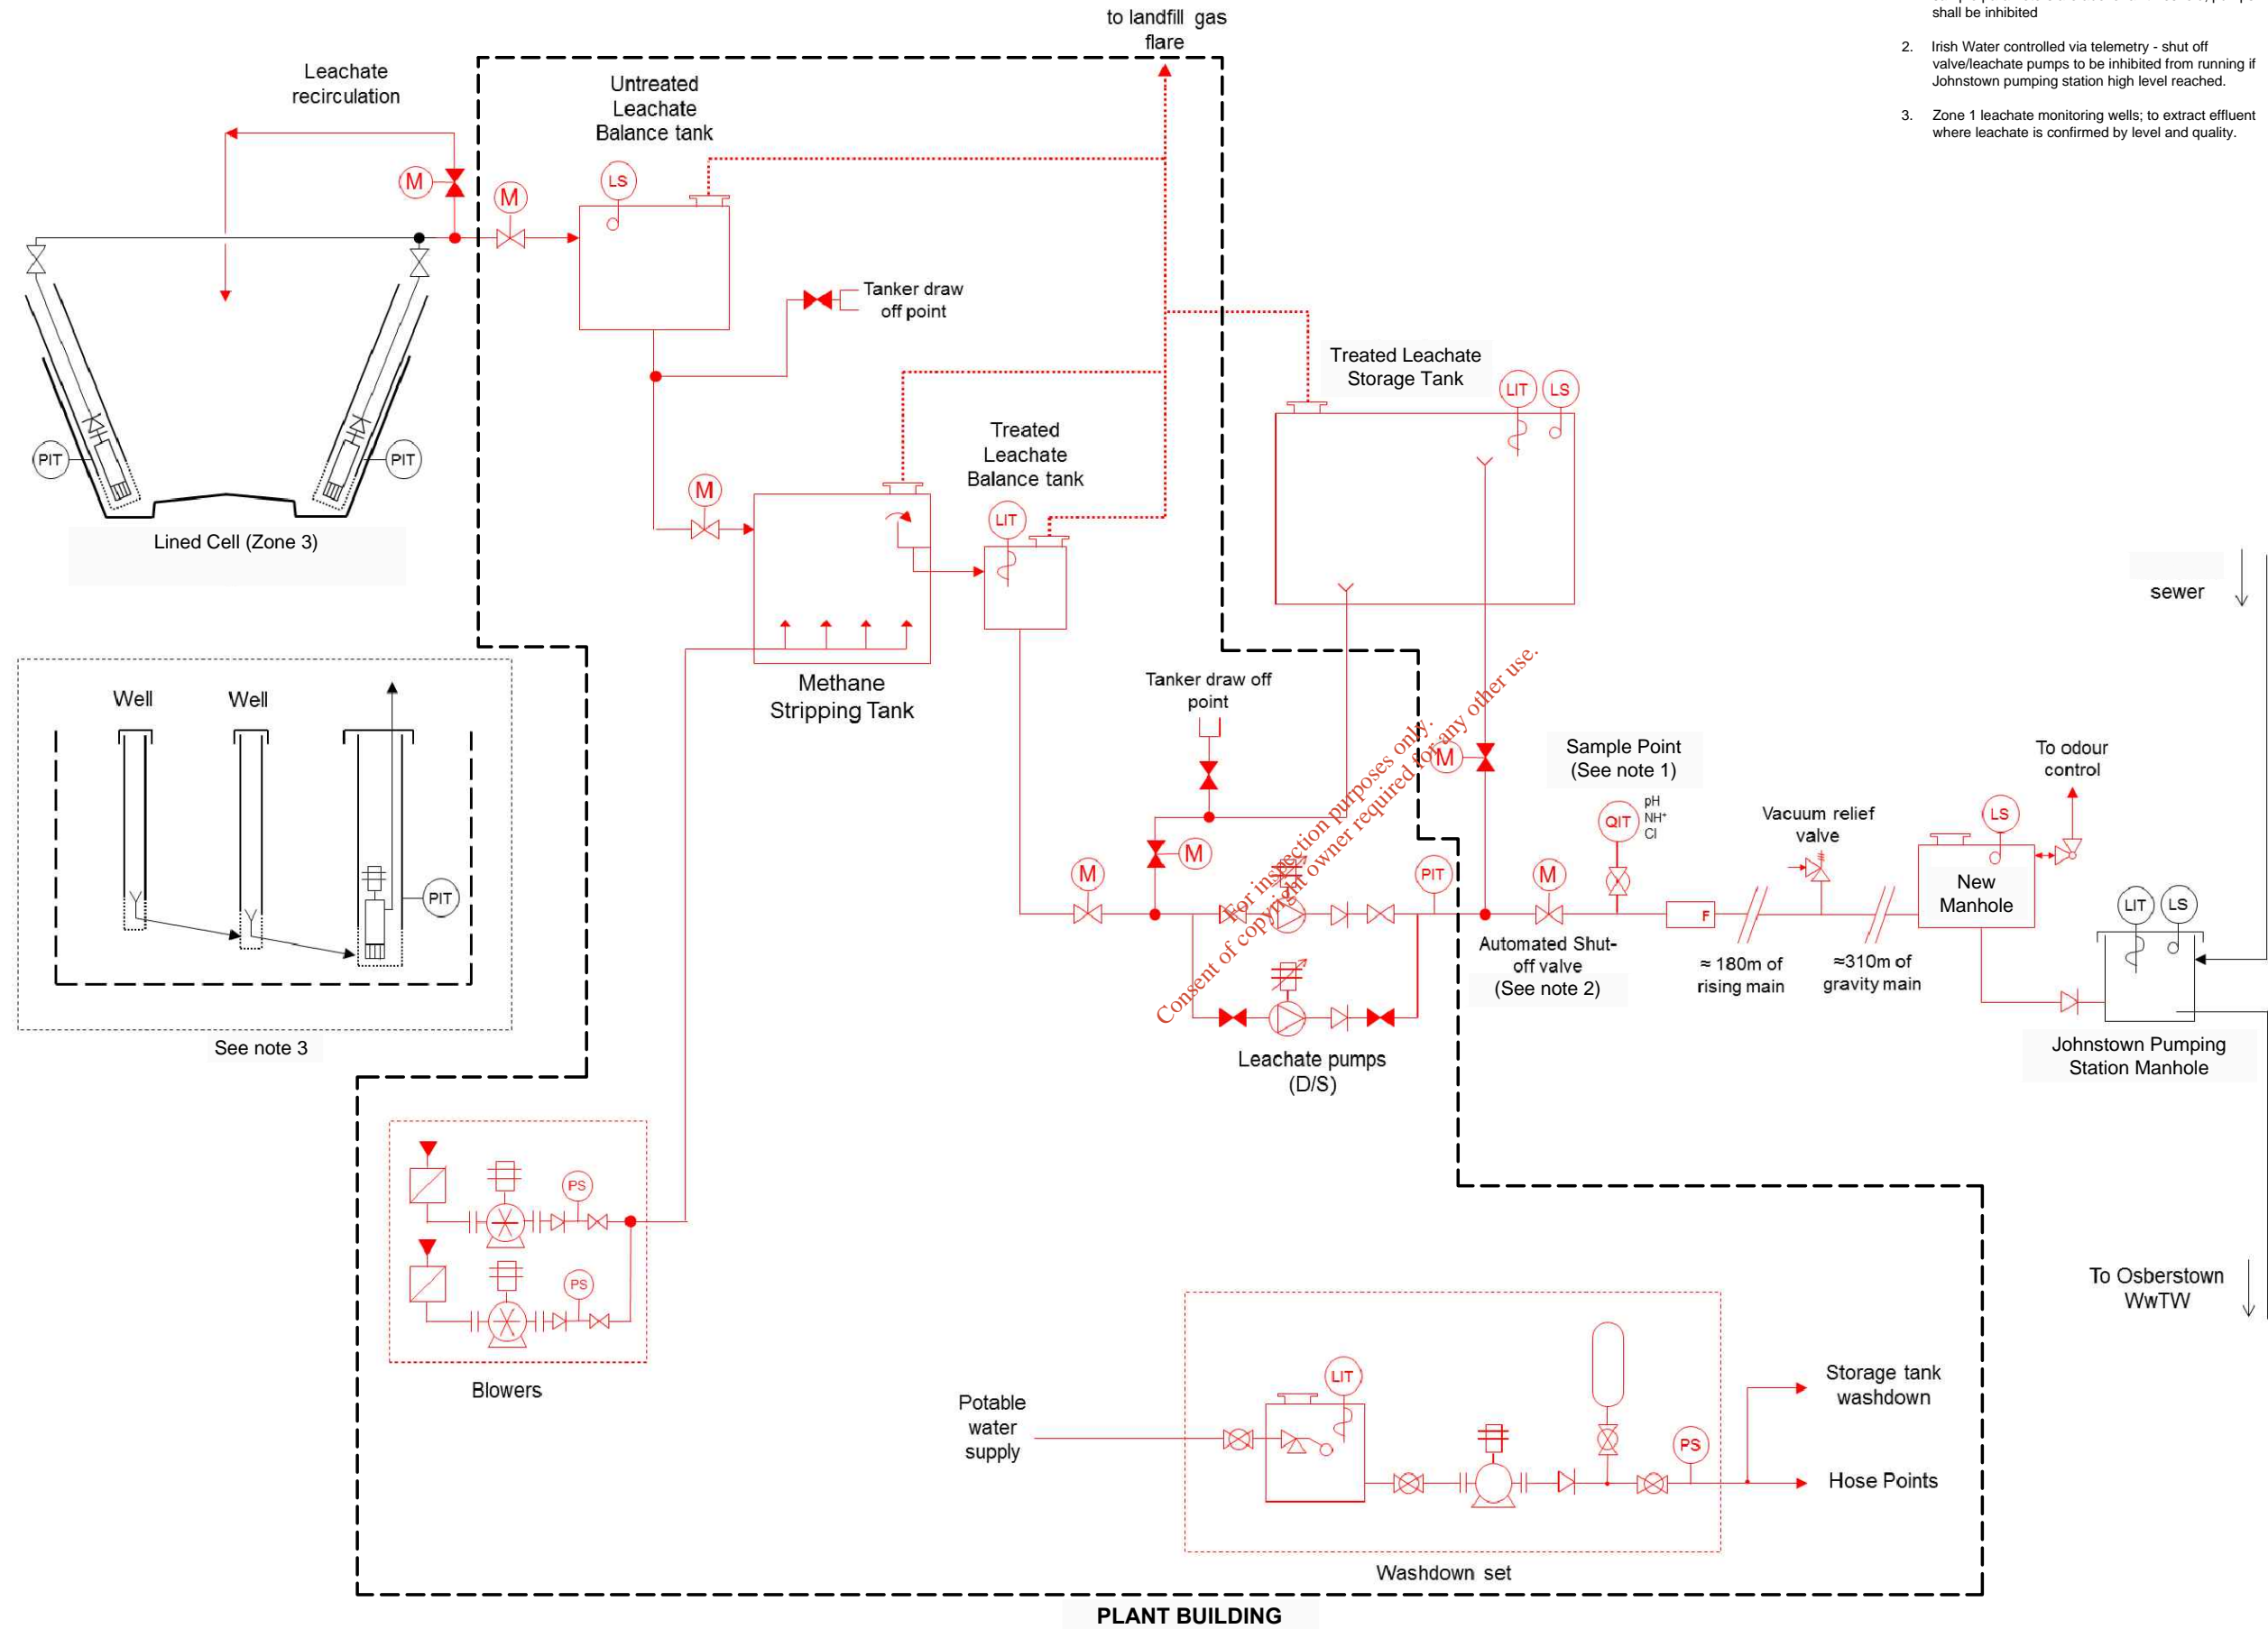 shall be inhibited
2. Irish Water controlled via telemetry - shut off
valve/leachate pumps to be inhibited from running if
Johnstown pumping station high level reached.
3. Zone 1 leachate monitoring wells; to extract effluent
where leachate is confirmed by level and quality.
to landfill gas
flare
Leachate
recirculation
Untreated
Leachate
Balance tank
M
M
LS
Tanker draw
off point
Treated Leachate
Storage Tank
LIT
LS
Treated
Leachate
Balance tank
PIT
PIT
M
LIT
Lined Cell (Zone 3)
sewer
Well
Well
Methane
Stripping Tank
Tanker draw off
point
For inspection purposes only.
Consent of copyright owner required for any other use.
M
Sample Point
(See note 1)
To odour
control
QIT
pH
NH+
Cl
Vacuum relief
valve
LS
M
M
PIT
M
PIT
New
Manhole
LIT
LS
F
Automated Shut-
off valve
(See note 2)
≈ 180m of
rising main
≈310m of
gravity main
See note 3
Leachate pumps
(D/S)
Johnstown Pumping
Station Manhole
PS
PS
Blowers
To Osberstown
WwTW
Potable
water
supply
LIT
PS
Storage tank
washdown
Hose Points
Washdown set
PLANT BUILDING